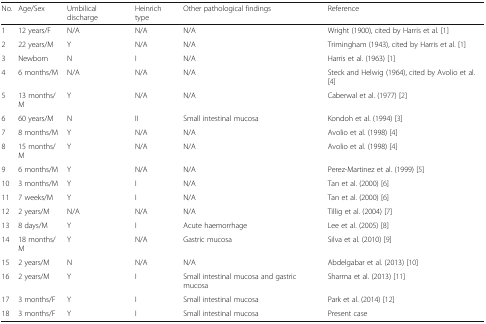 No. Age/Sex Umbilical discharge Heinrich type Other pathological findings Reference
1 12 years/F N/A N/A N/A Wright (1900), cited by Harris et al. [1]
2 22 years/M Y N/A N/A Trimingham (1943), cited by Harris et al. [1]
3 Newborn N I N/A Harris et al. (1963) [1]
4 6 months/M N/A N/A N/A Steck and Helwig (1964), cited by Avolio et al. [4]
5 13 months/M Y N/A N/A Caberwal et al. (1977) [2]
6 60 years/M N II Small intestinal mucosa Kondoh et al. (1994) [3]
7 8 months/M Y N/A N/A Avolio et al. (1998) [4]
8 15 months/M Y N/A N/A Avolio et al. (1998) [4]
9 6 months/M Y N/A N/A Perez-Martinez et al. (1999) [5]
10 3 months/M Y I N/A Tan et al. (2000) [6]
11 7 weeks/M Y I N/A Tan et al. (2000) [6]
12 2 years/M N/A N/A N/A Tillig et al. (2004) [7]
13 8 days/M Y I Acute haemorrhage Lee et al. (2005) [8]
14 18 months/M Y N/A Gastric mucosa Silva et al. (2010) [9]
15 2 years/M N N/A N/A Abdelgabar et al. (2013) [10]
16 2 years/M Y I Small intestinal mucosa and gastric mucosa Sharma et al. (2013) [11]
17 3 months/F Y I Small intestinal mucosa Park et al. (2014) [12]
18 3 months/F Y I Small intestinal mucosa Present case